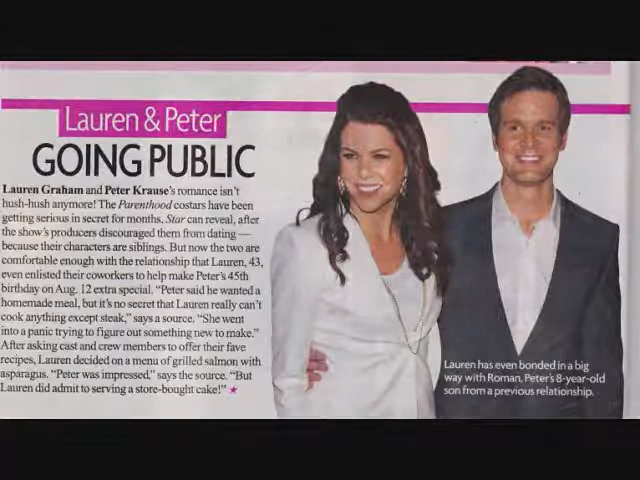 Lauren & Peter
GOING PUBLIC
Lauren Graham and Peter Krause's romance isn't
hush-hush anymore! The Parenthood costars have been
getting serious in secret for months, Star can reveal, after
the show's producers discouraged them from dating —
because their characters are siblings. But now the two are
comfortable enough with the relationship that Lauren, 43,
even enlisted their coworkers to help make Peter's 45th
birthday on Aug. 12 extra special. "Peter said he wanted a
homemade meal, but it's no secret that Lauren really can't
cook anything except steak," says a source. "She went
into a panic trying to figure out something new to make."
After asking cast and crew members to offer their fave
recipes, Lauren decided on a menu of grilled salmon with
asparagus. "Peter was impressed," says the source. "But
Lauren did admit to serving a store-bought cake!" ★
Lauren has even bonded in a big
way with Roman, Peter's 8-year-old
son from a previous relationship.